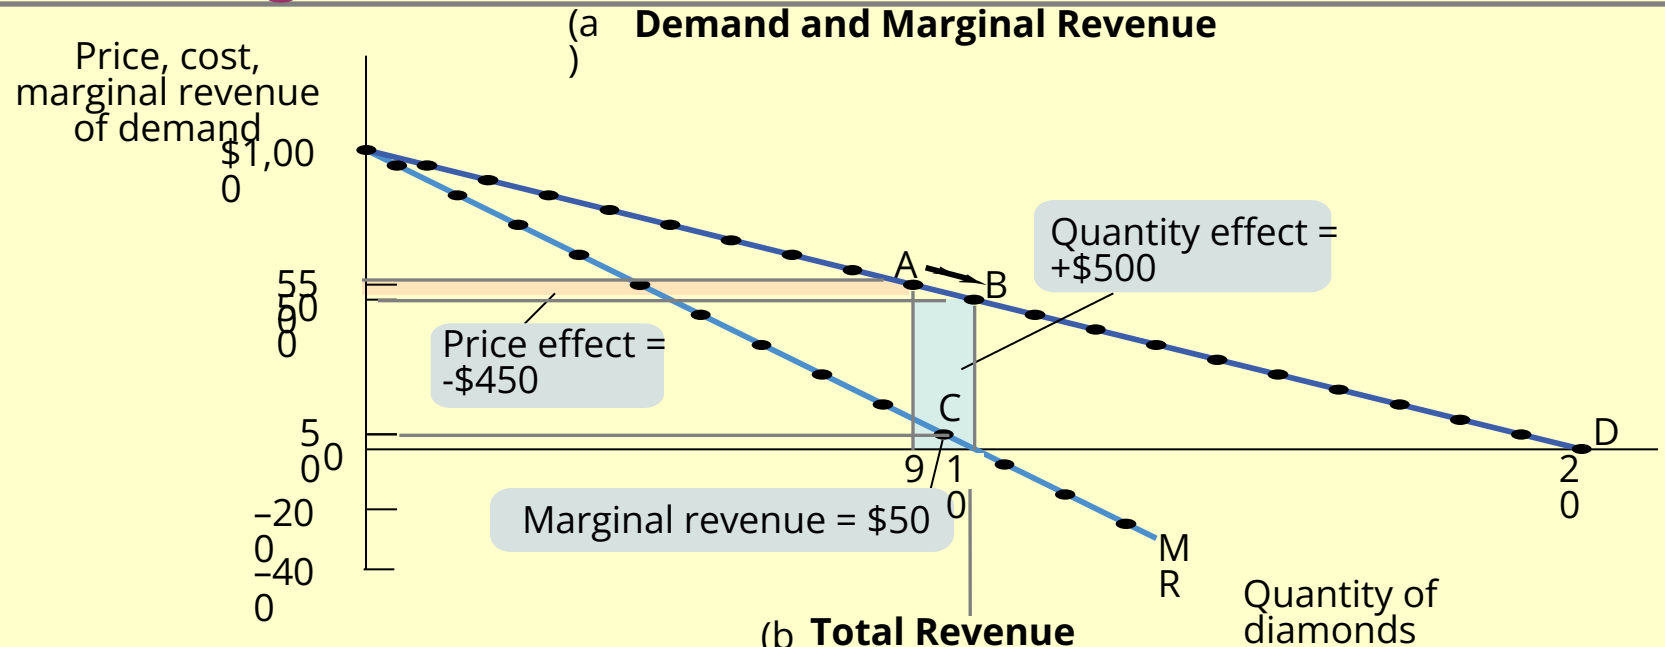 (a
) Demand and Marginal Revenue
Price, cost,
marginal revenue
of demand
$1,00
0
Quantity effect =
+$500
A
B
55
0
50
0
Price effect =
-$450
C
D
5
0
0
9
1
0
2
0
Marginal revenue = $50
–20
0
–40
0
M
R
Quantity of
diamonds
(b Total Revenue